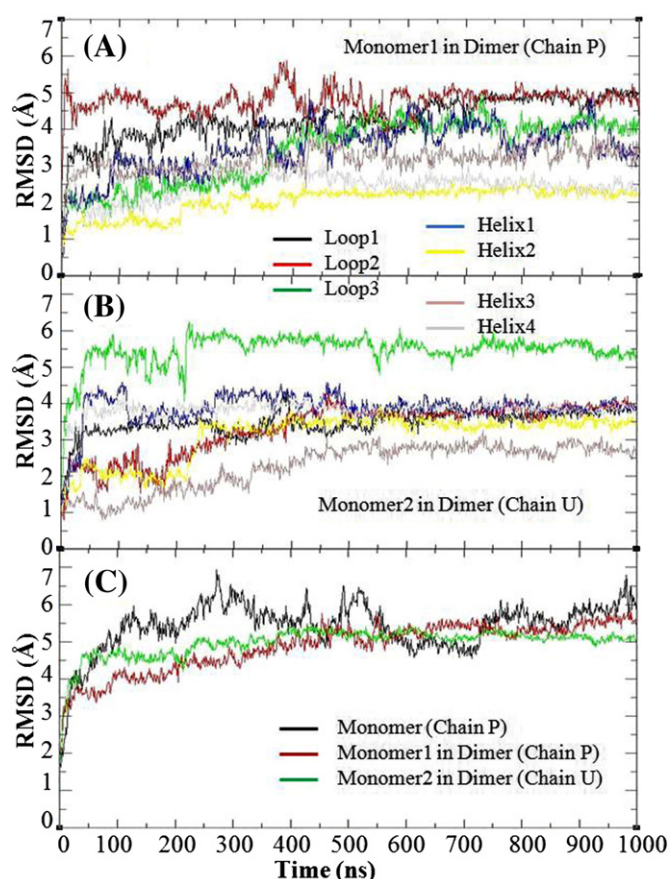 7
(A)
Monomer1 in Dimer (Chain P)
6
5
4
3
2
1
0
RMSD (Å)
Loop1
Loop2
Loop3
Helix1
Helix2
Helix3
Helix4
7
(B)
6
5
4
3
2
1
0
RMSD (Å)
Monomer2 in Dimer (Chain U)
7
(C)
6
5
4
3
2
1
0
RMSD (Å)
Monomer (Chain P)
Monomer1 in Dimer (Chain P)
Monomer2 in Dimer (Chain U)
0 100 200 300 400 500 600 700 800 900 1000
Time (ns)